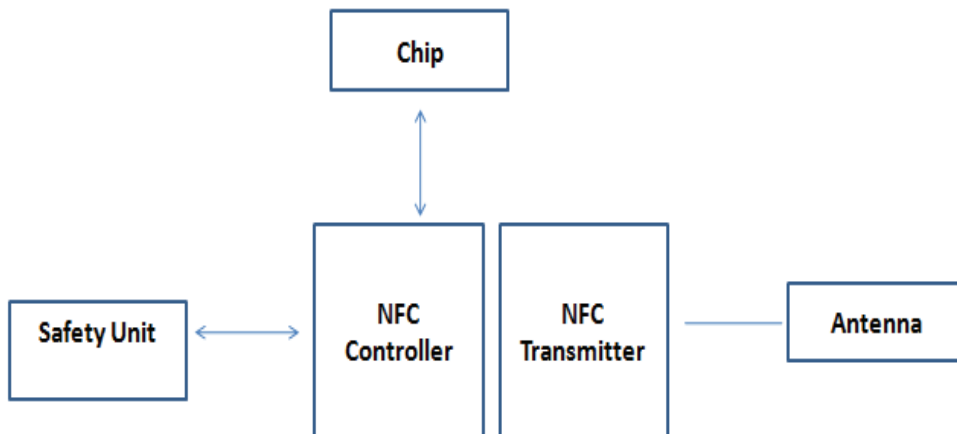 Chip
NFC
Controller
NFC
Transmitter
Safety Unit
Antenna